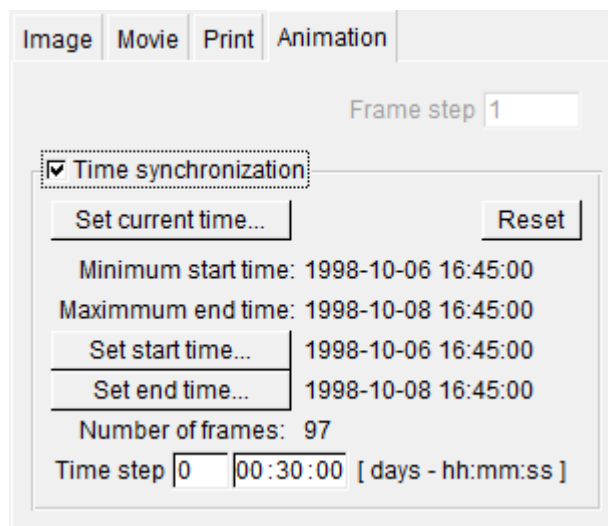 Image Movie Print Animation
Frame step 1
Time synchronization
Set current time... Reset
Minimum start time: 1998-10-06 16:45:00
Maximmum end time: 1998-10-08 16:45:00
Set start time... 1998-10-06 16:45:00
Set end time... 1998-10-08 16:45:00
Number of frames: 97
Time step 0 00:30:00 [ days - hh:mm:ss ]